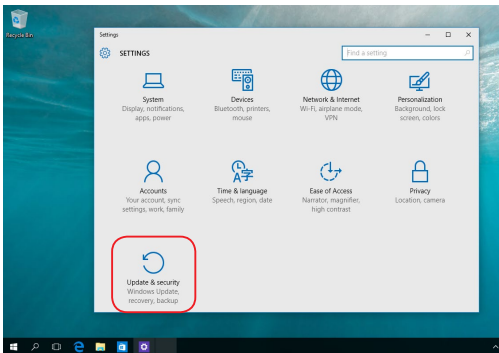 Recycle Bin
Settings
SETTINGS
Find a setting
System
Display, notifications,
apps, power
Devices
Bluetooth, printers,
mouse
Network & Internet
Wi-Fi, airplane mode,
VPN
Personalization
Background, lock
screen, colors
Accounts
Your account, sync
settings, work, family
Time & language
Speech, region, date
Ease of Access
Narrator, magnifier,
high contrast
Privacy
Location, camera
Update & security
Windows Update,
recovery, backup